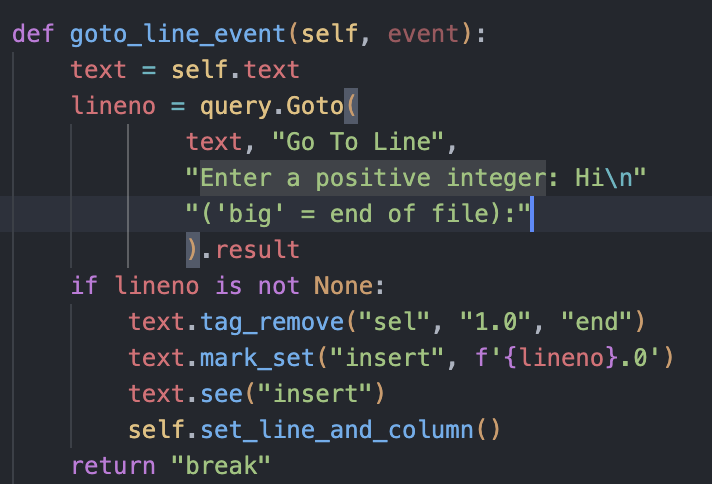 def goto_line_event(self, event):
    text = self.text
    lineno = query.Goto(
            text, "Go To Line",
            "Enter a positive integer: Hi\n"
            "('big' = end of file):"
            ).result
    if lineno is not None:
        text.tag_remove("sel", "1.0", "end")
        text.mark_set("insert", f'{lineno}.0')
        text.see("insert")
        self.set_line_and_column()
    return "break"